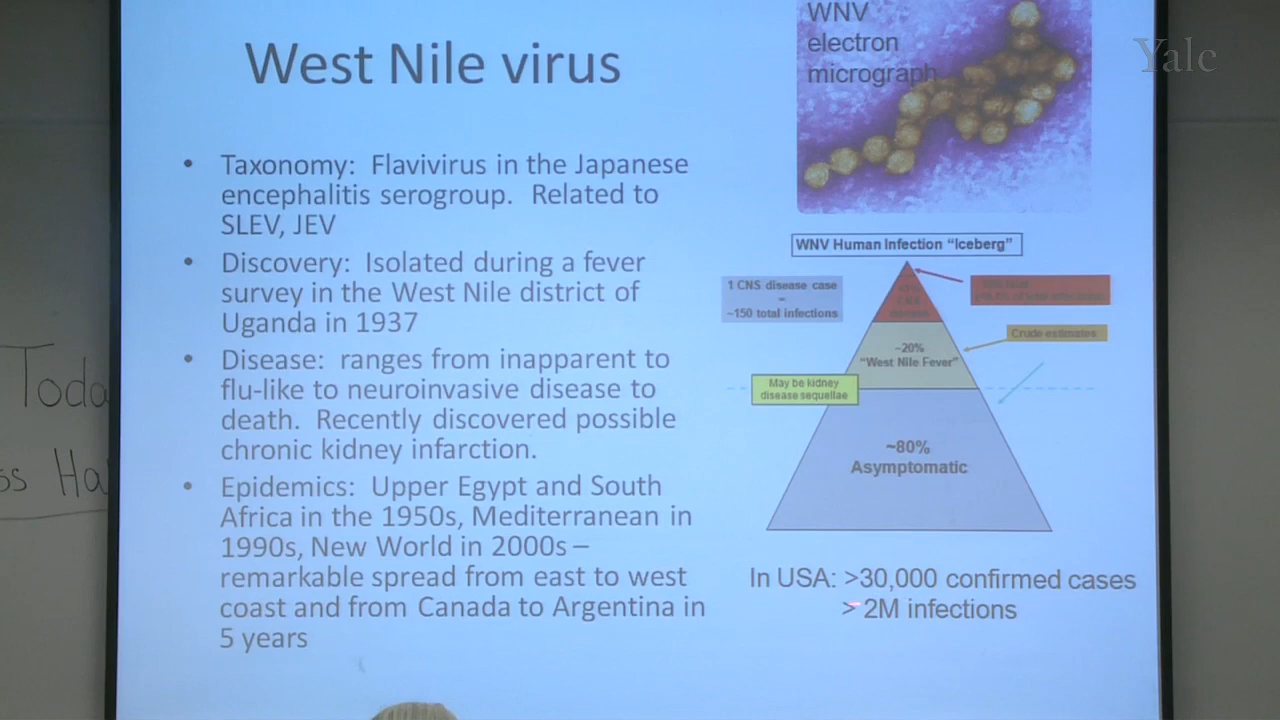 WNV
electron
micrograph
Yale
West Nile virus
• Taxonomy: Flavivirus in the Japanese
encephalitis serogroup. Related to
SLEV, JEV
• Discovery: Isolated during a fever
survey in the West Nile district of
Uganda in 1937
• Disease: ranges from inapparent to
flu-like to neuroinvasive disease to
death. Recently discovered possible
chronic kidney infarction.
• Epidemics: Upper Egypt and South
Africa in the 1950s, Mediterranean in
1990s, New World in 2000s –
remarkable spread from east to west
coast and from Canada to Argentina in
5 years
WNV Human Infection “Iceberg”
1 CNS disease case
=
~150 total infections
CNS
disease
Crude estimates
~20%
“West Nile Fever”
May be kidney
disease sequellae
~80%
Asymptomatic
In USA: >30,000 confirmed cases
> 2M infections
Toda
ss Ha